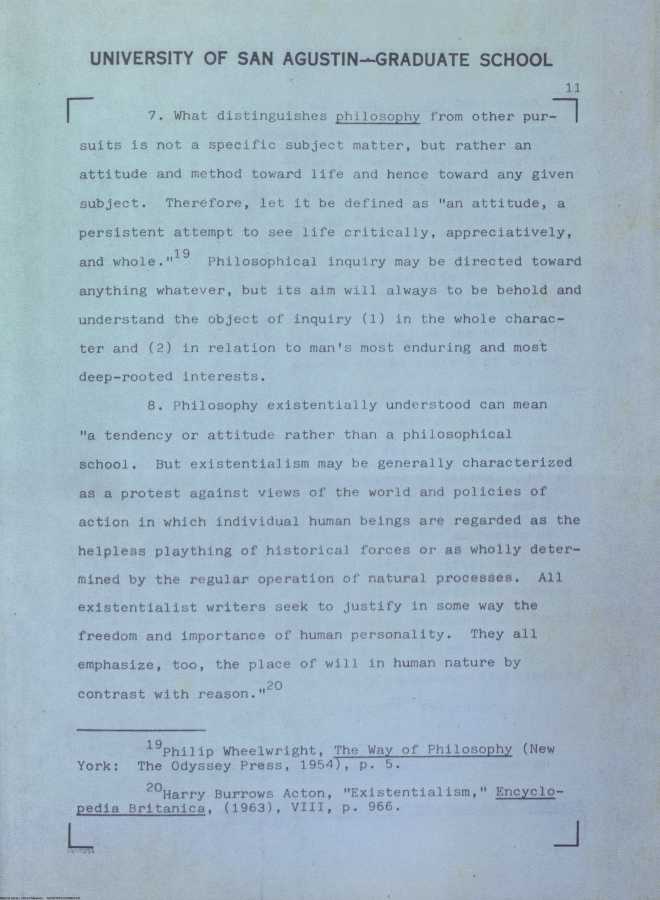 UNIVERSITY OF SAN AGUSTIN—GRADUATE SCHOOL
11
7. What distinguishes philosophy from other pur-
suits is not a specific subject matter, but rather an
attitude and method toward life and hence toward any given
subject. Therefore, let it be defined as "an attitude, a
persistent attempt to see life critically, appreciatively,
and whole."19 Philosophical inquiry may be directed toward
anything whatever, but its aim will always to be behold and
understand the object of inquiry (1) in the whole charac-
ter and (2) in relation to man's most enduring and most
deep-rooted interests.
8. Philosophy existentially understood can mean
"a tendency or attitude rather than a philosophical
school. But existentialism may be generally characterized
as a protest against views of the world and policies of
action in which individual human beings are regarded as the
helpless plaything of historical forces or as wholly deter-
mined by the regular operation of natural processes. All
existentialist writers seek to justify in some way the
freedom and importance of human personality. They all
emphasize, too, the place of will in human nature by
contrast with reason."20
19Philip Wheelwright, The Way of Philosophy (New
York: The Odyssey Press, 1954), p. 5.
20Harry Burrows Acton, "Existentialism," Encyclo-
pedia Britanica, (1963), VIII, p. 966.